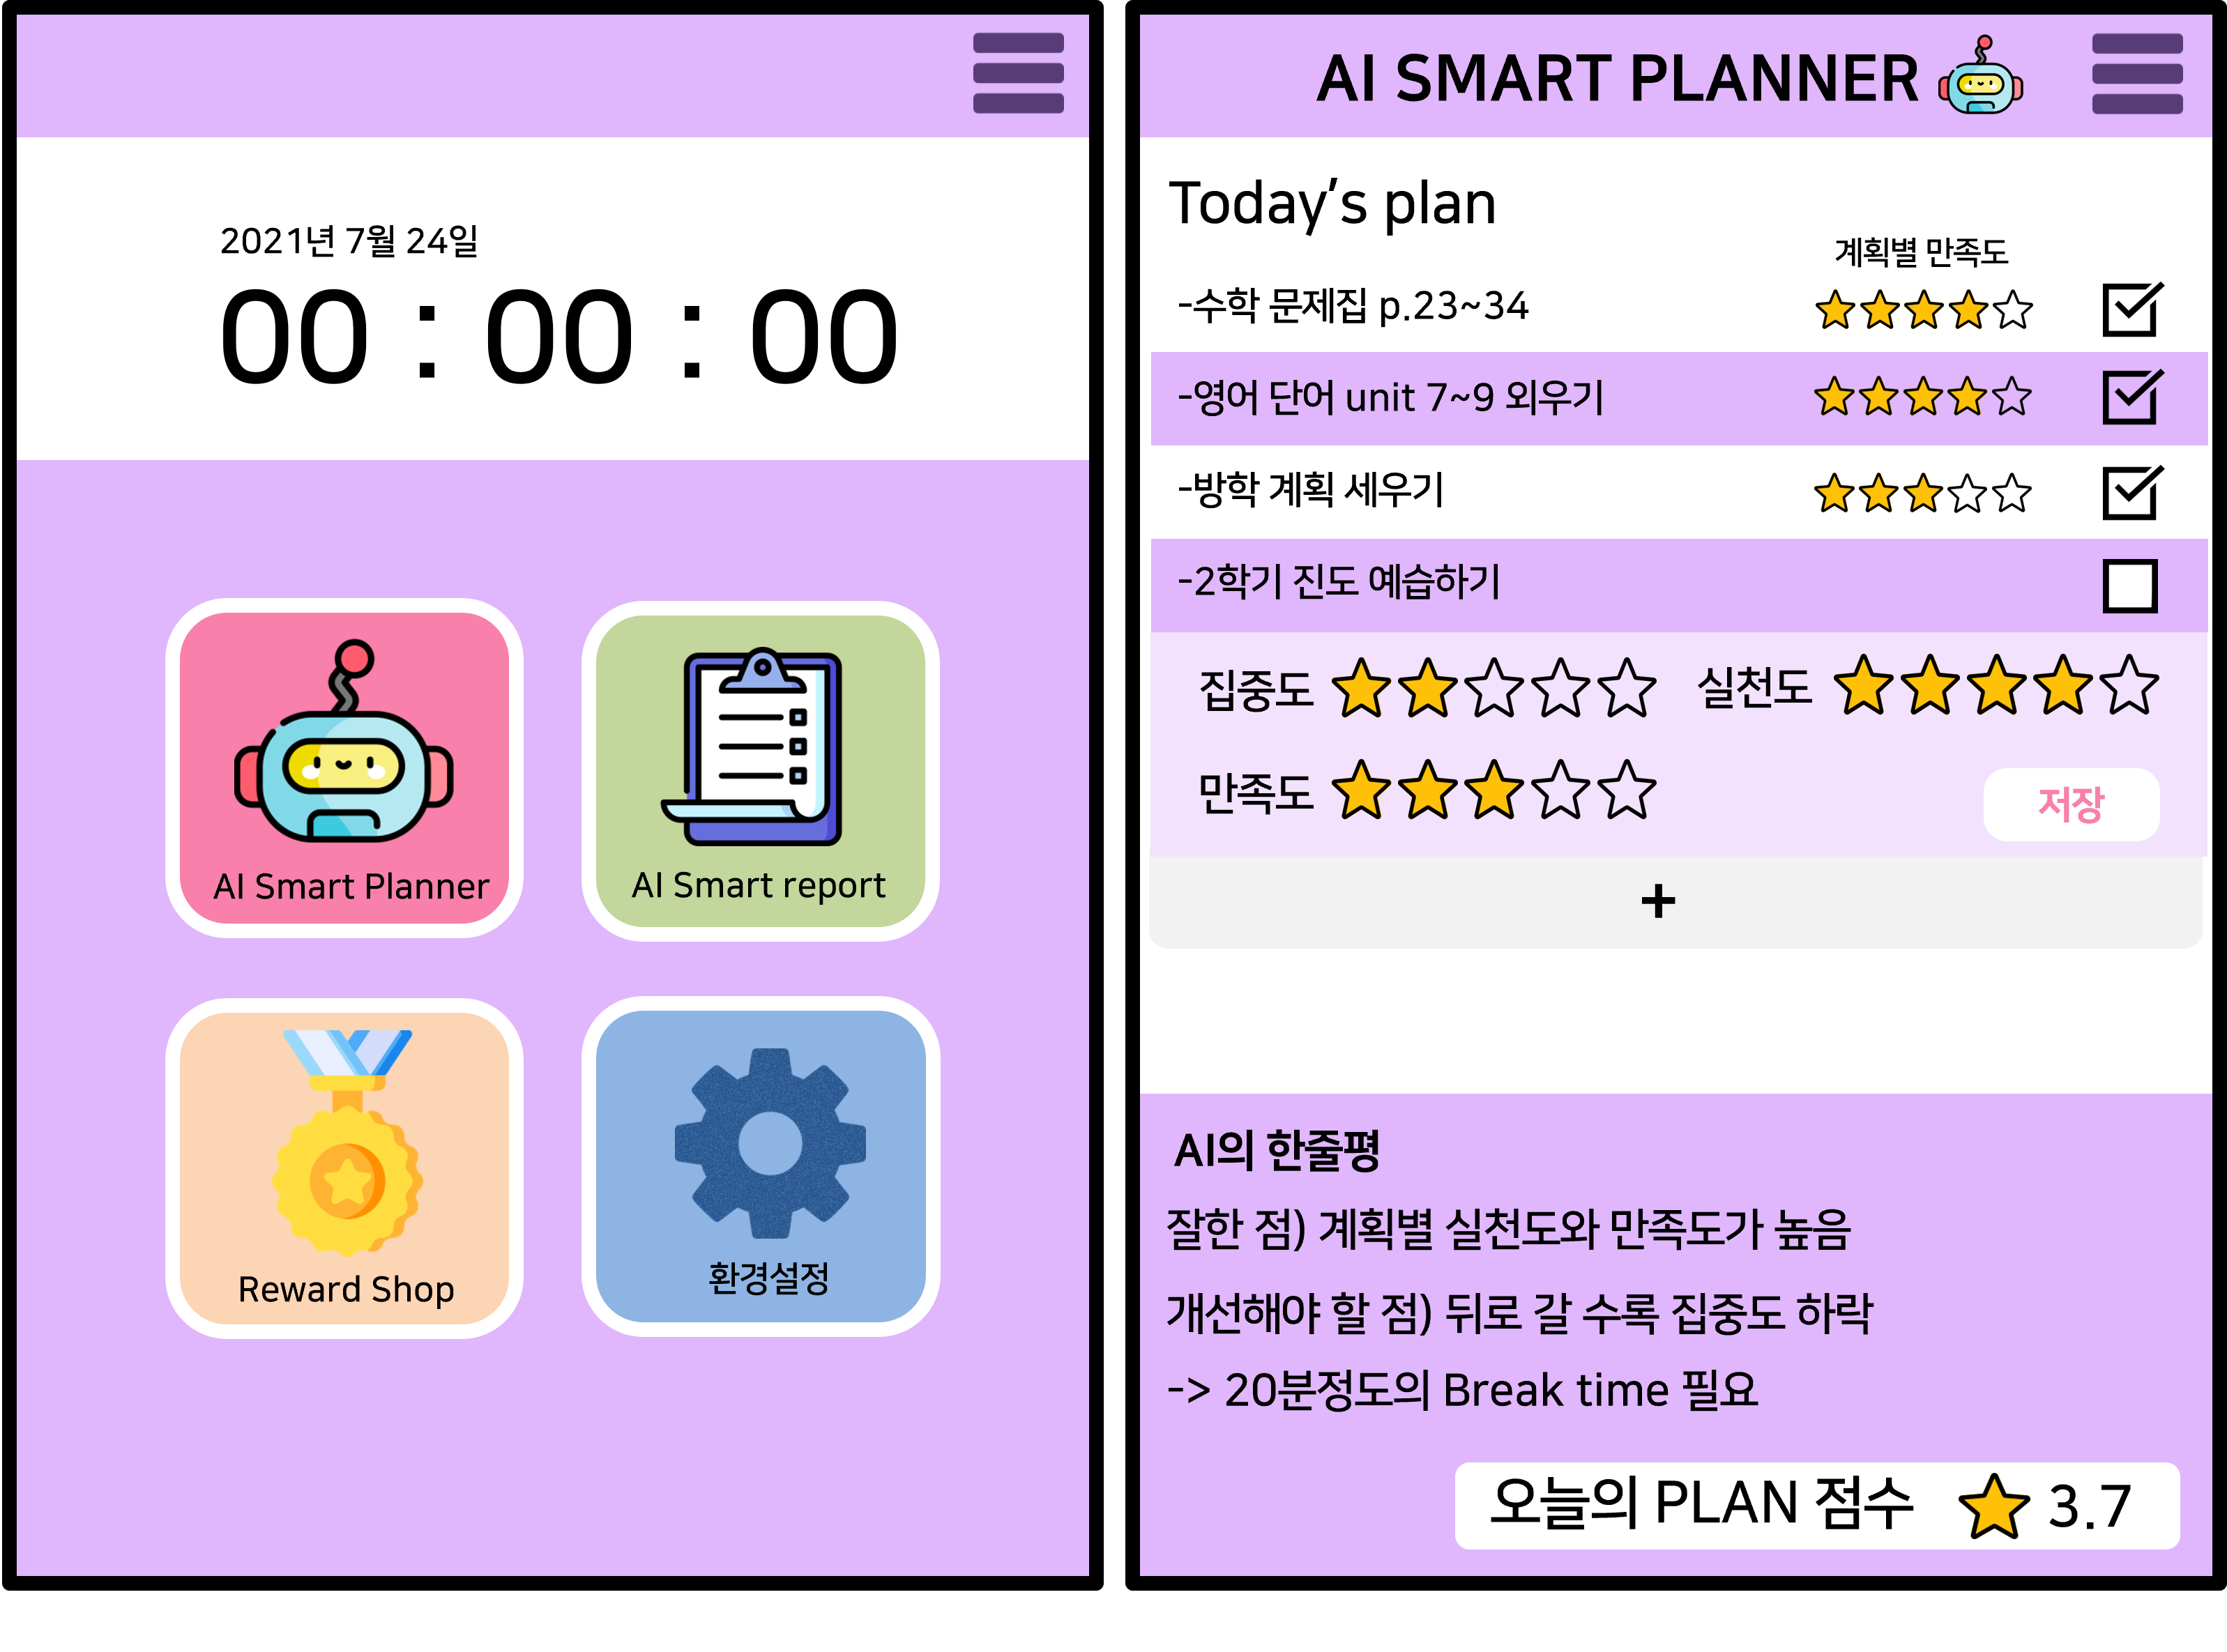 2021년 7월 24일
00 : 00 : 00
AI Smart Planner
AI Smart report
Reward Shop
환경설정
AI SMART PLANNER
Today's plan
계획별 만족도
-수학 문제집 p.23~34
-영어 단어 unit 7~9 외우기
-방학 계획 세우기
-2학기 진도 예습하기
집중도
실천도
만족도
저장
+
AI의 한줄평
잘한 점) 계획별 실천도와 만족도가 높음
개선해야 할 점) 뒤로 갈 수록 집중도 하락
-> 20분정도의 Break time 필요
오늘의 PLAN 점수 3.7